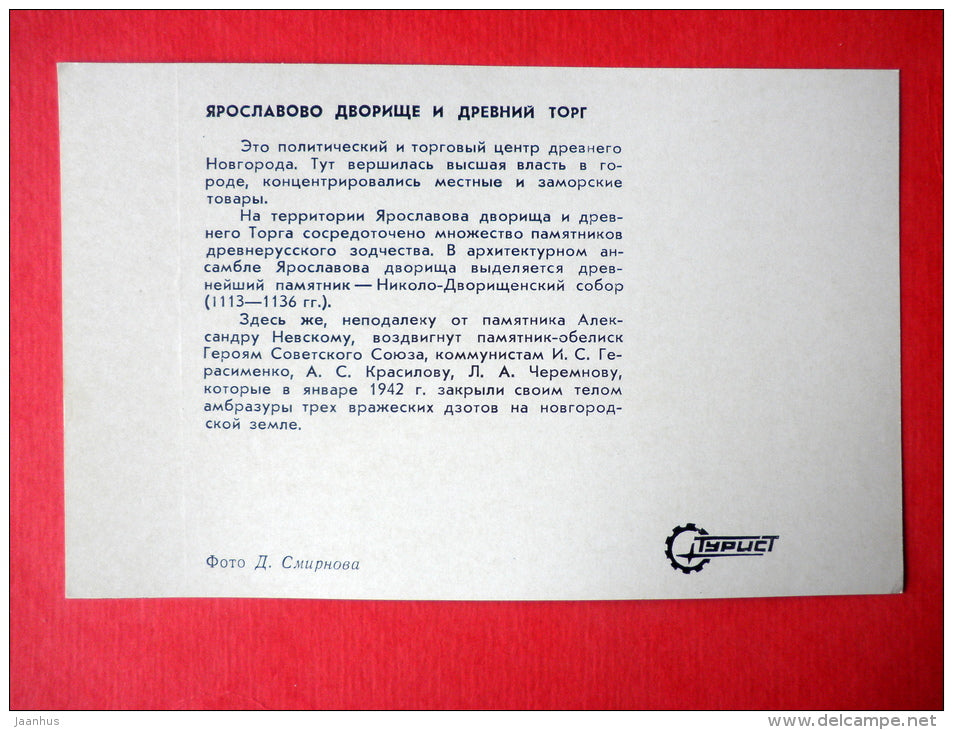 ЯРОСЛАВОВО ДВОРИЩЕ И ДРЕВНИЙ ТОРГ
Это политический и торговый центр древнего
Новгорода. Тут вершилась высшая власть в го-
роде, концентрировались местные и заморские
товары.
На территории Ярославова дворища и древ-
него Торга сосредоточено множество памятников
древнерусского зодчества. В архитектурном ан-
самбле Ярославова дворища выделяется древ-
нейший памятник — Николо-Дворищенский собор
(1113—1136 гг.).
Здесь же, неподалеку от памятника Алек-
сандру Невскому, воздвигнут памятник-обелиск
Героям Советского Союза, коммунистам И. С. Ге-
расименко, А. С. Красилову, Л. А. Черемнову,
которые в январе 1942 г. закрыли своим телом
амбразуры трех вражеских дзотов на новгород-
ской земле.
Фото Д. Смирнова
ТУРИСТ
Jaanhus
www.delcampe.net